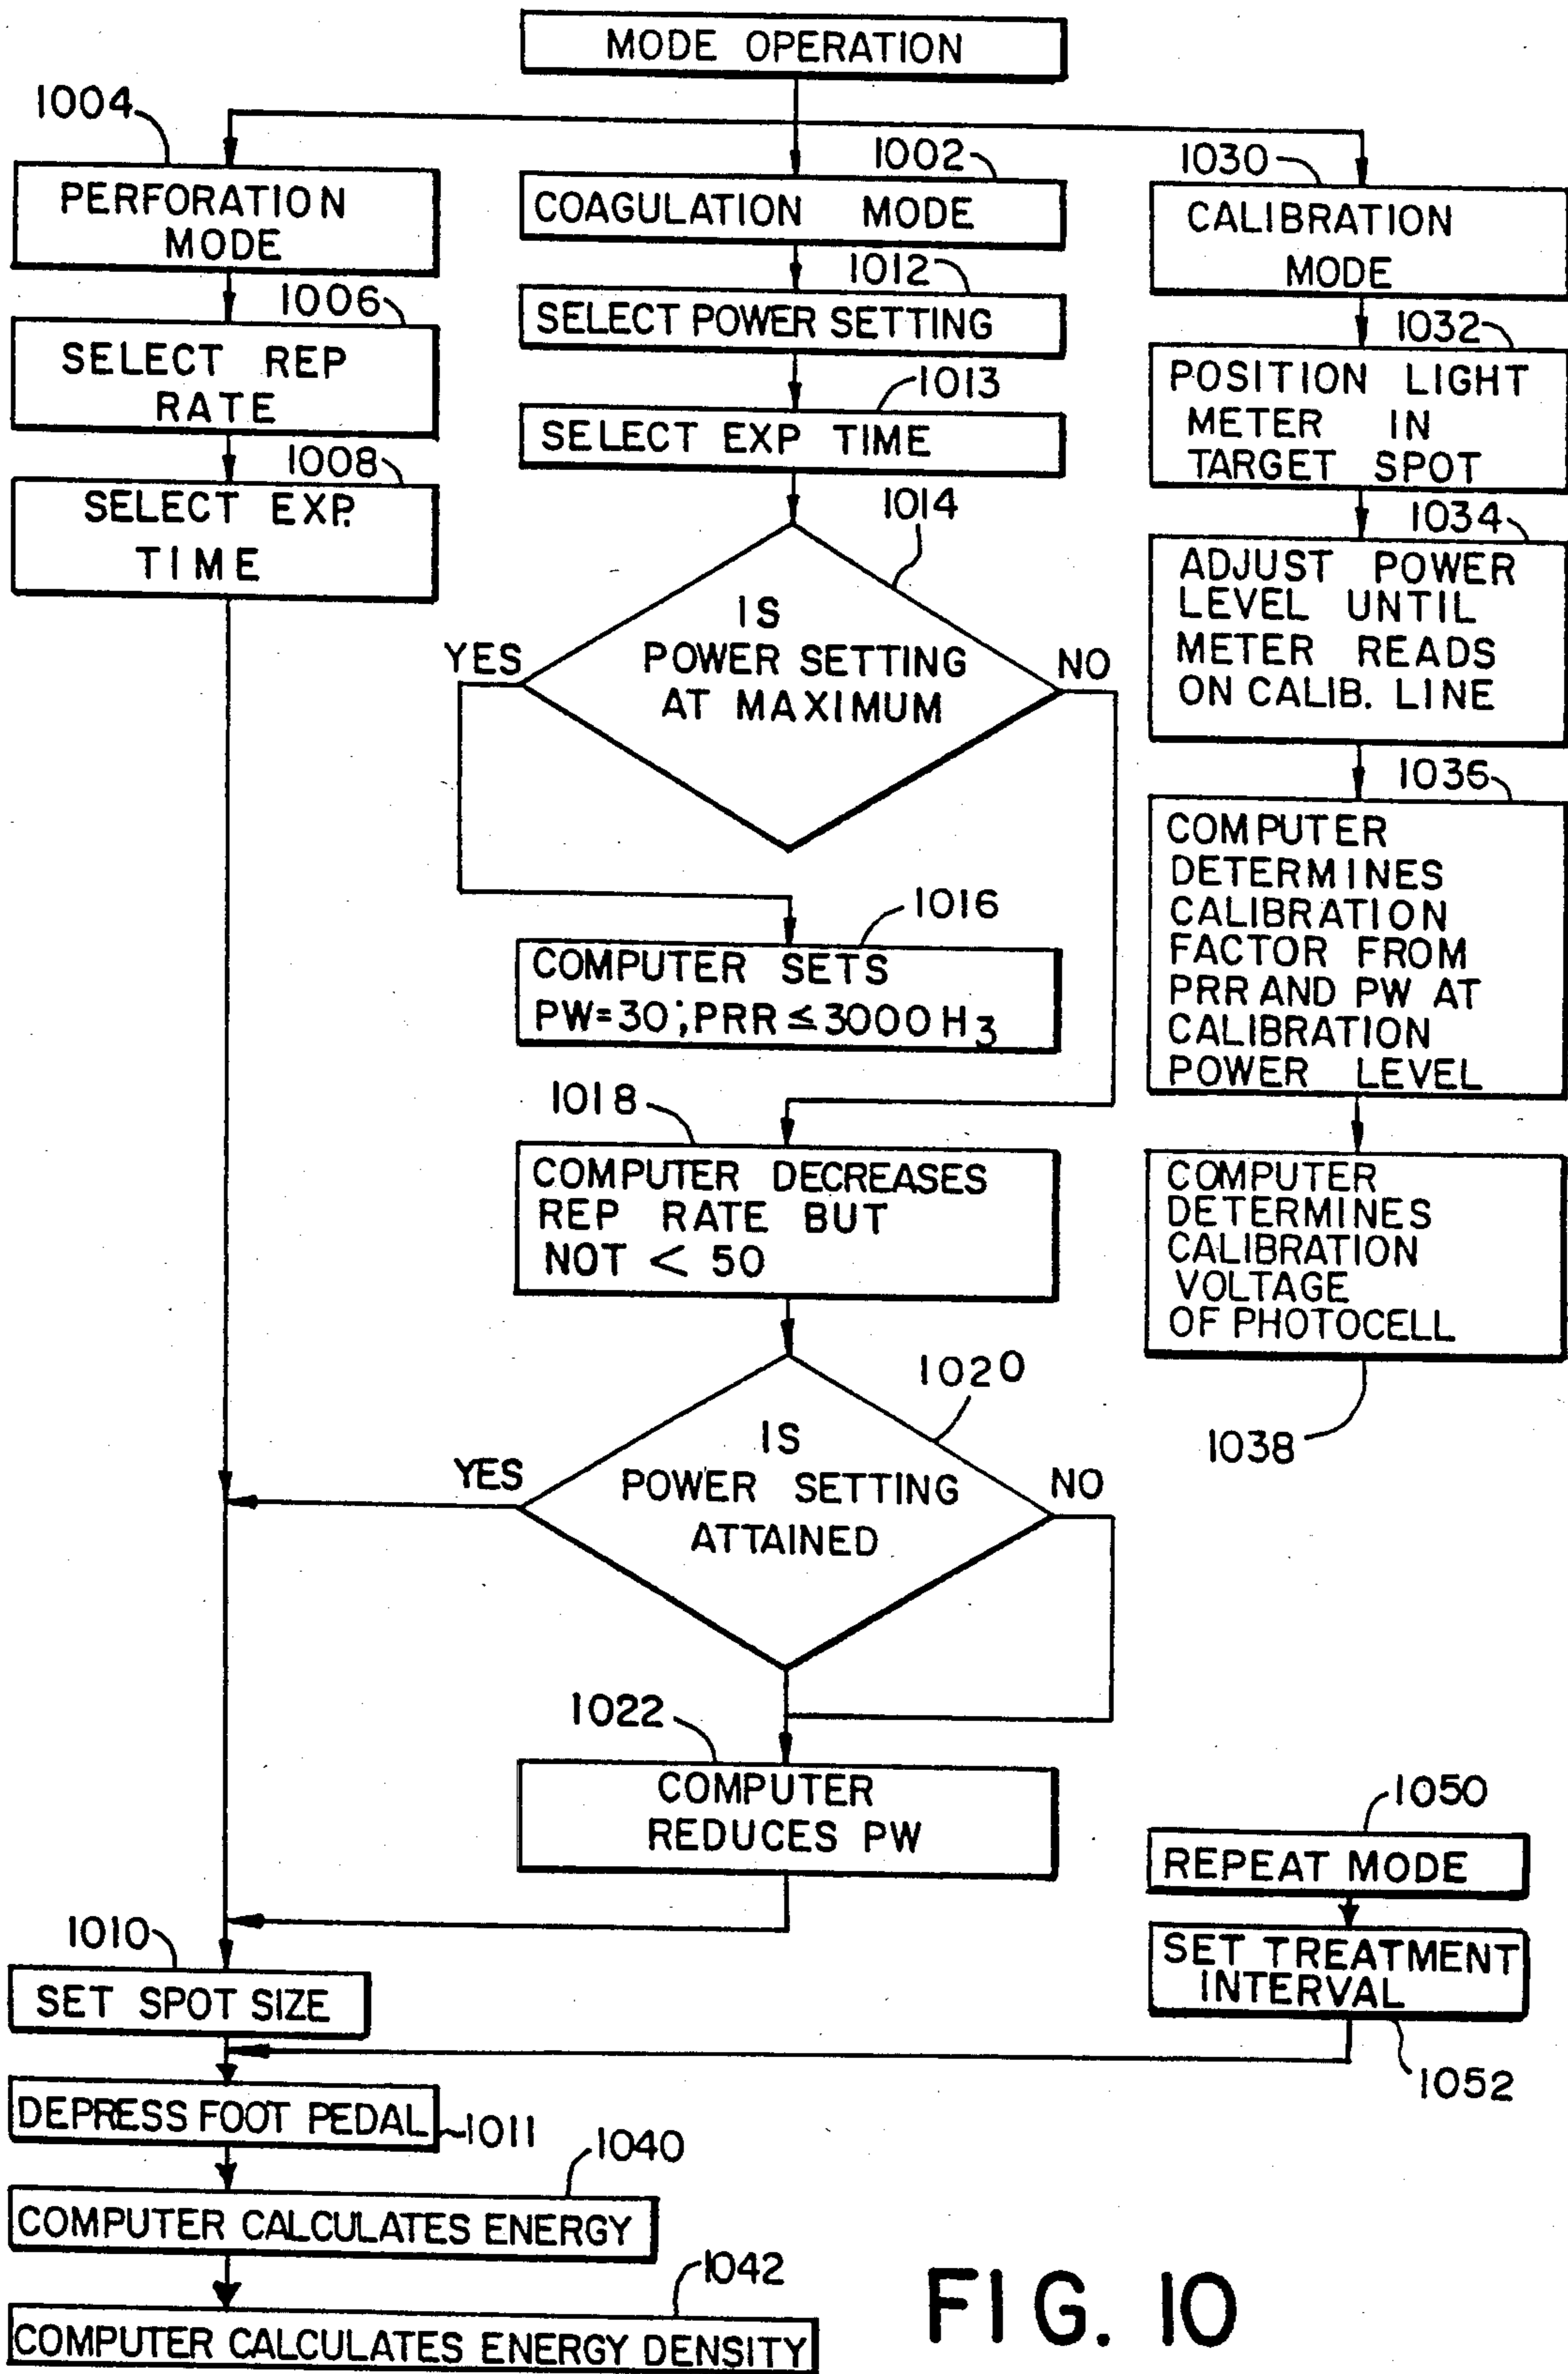 MODE OPERATION
1004
PERFORATION
MODE
1006
SELECT REP
RATE
1008
SELECT EXP.
TIME
1002
COAGULATION MODE
1012
SELECT POWER SETTING
1013
SELECT EXP TIME
1014
IS
POWER SETTING
AT MAXIMUM
YES
NO
1016
COMPUTER SETS
PW=30; PRR ≤ 3000 H3
1018
COMPUTER DECREASES
REP RATE BUT
NOT < 50
1020
IS
POWER SETTING
ATTAINED
YES
NO
1022
COMPUTER
REDUCES PW
1030
CALIBRATION
MODE
1032
POSITION LIGHT
METER IN
TARGET SPOT
1034
ADJUST POWER
LEVEL UNTIL
METER READS
ON CALIB. LINE
1036
COMPUTER
DETERMINES
CALIBRATION
FACTOR FROM
PRR AND PW AT
CALIBRATION
POWER LEVEL
COMPUTER
DETERMINES
CALIBRATION
VOLTAGE
OF PHOTOCELL
1038
1050
REPEAT MODE
SET TREATMENT
INTERVAL
1052
1010
SET SPOT SIZE
DEPRESS FOOT PEDAL
1011
1040
COMPUTER CALCULATES ENERGY
1042
COMPUTER CALCULATES ENERGY DENSITY
FIG. 10